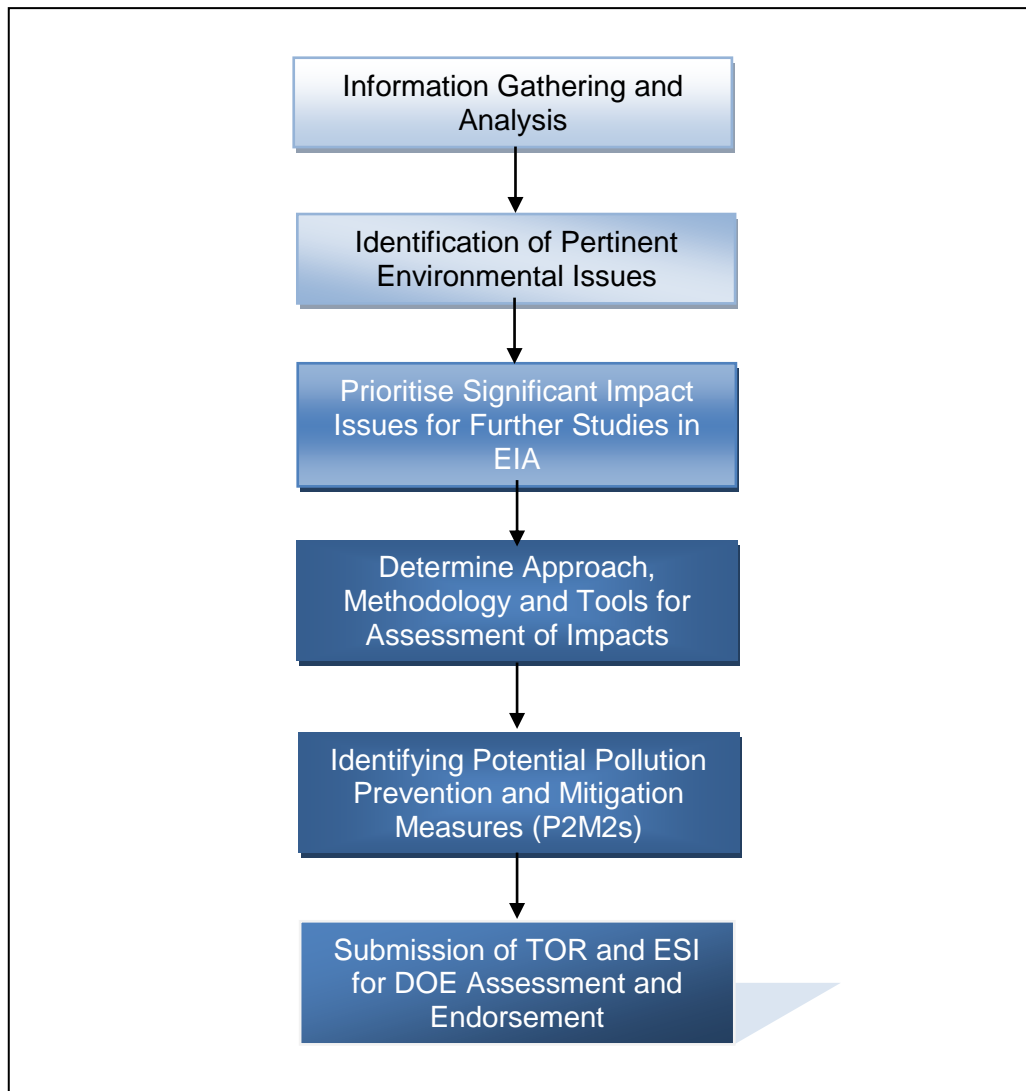 Information Gathering and
Analysis
Identification of Pertinent
Environmental Issues
Prioritise Significant Impact
Issues for Further Studies in
EIA
Determine Approach,
Methodology and Tools for
Assessment of Impacts
Identifying Potential Pollution
Prevention and Mitigation
Measures (P2M2s)
Submission of TOR and ESI
for DOE Assessment and
Endorsement